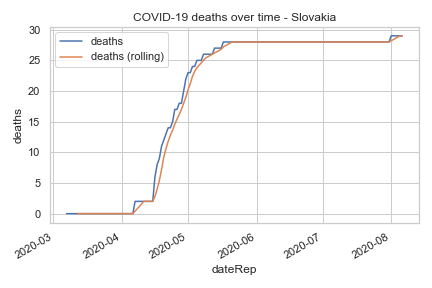 COVID-19 deaths over time - Slovakia
30
25
20
15
10
5
0
deaths
deaths
deaths (rolling)
2020-03
2020-04
2020-05
2020-06
2020-07
2020-08
dateRep